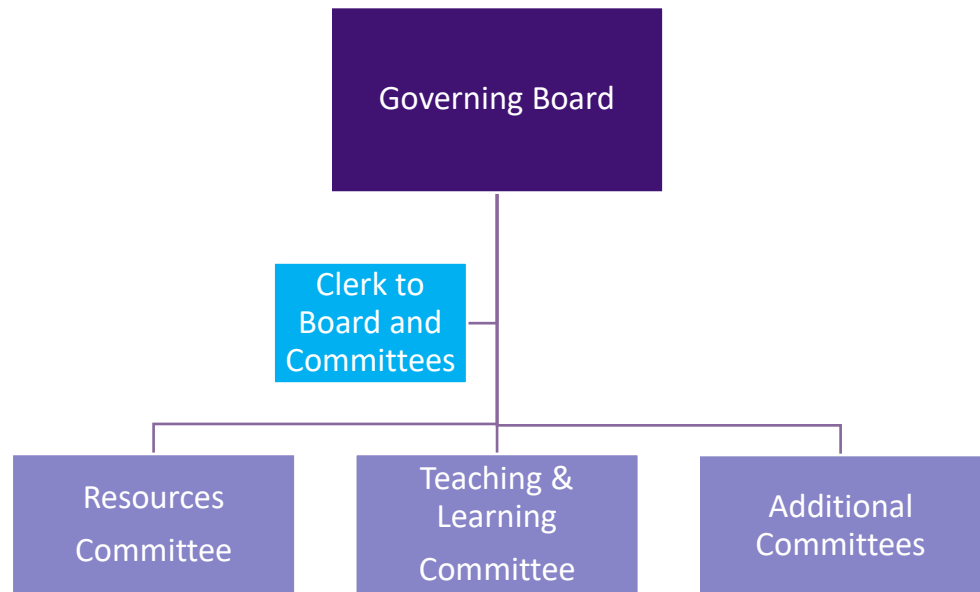 Governing Board
Clerk to
Board and
Committees
Resources
Committee
Teaching &
Learning
Committee
Additional
Committees